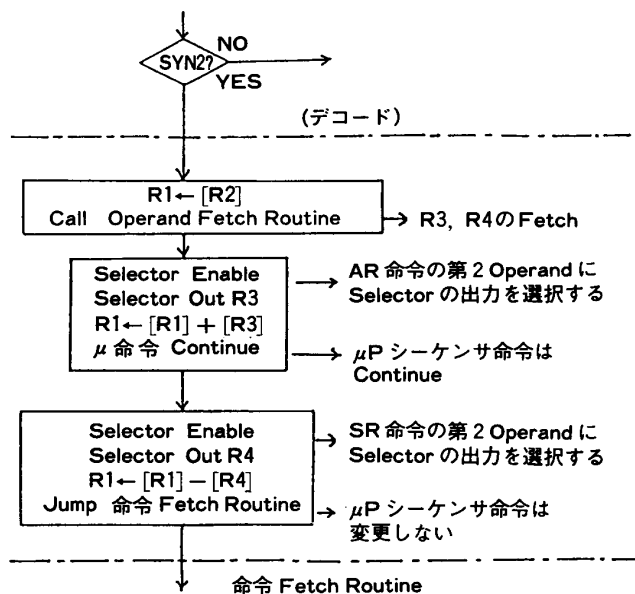 NO
SYN2?
YES
(デコード)
R1←[R2]
Call Operand Fetch Routine
R3, R4のFetch
Selector Enable
Selector Out R3
R1←[R1]+[R3]
μ命令 Continue
AR命令の第2 Operandに
Selectorの出力を選択する
μPシーケンサ命令は
Continue
Selector Enable
Selector Out R4
R1←[R1]−[R4]
Jump 命令 Fetch Routine
SR命令の第2 Operandに
Selectorの出力を選択する
μPシーケンサ命令は
変更しない
命令 Fetch Routine